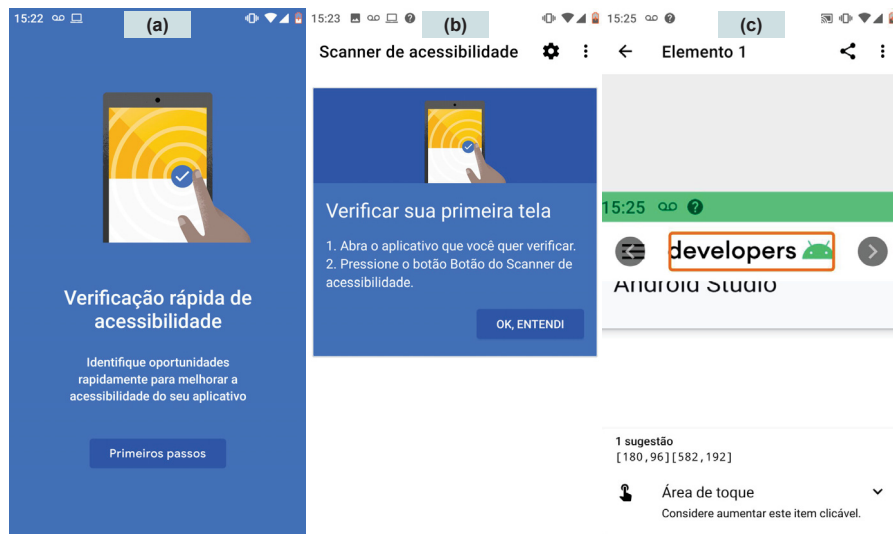 15:22
(a)
Verificação rápida de
acessibilidade
Identifique oportunidades
rapidamente para melhorar a
acessibilidade do seu aplicativo
Primeiros passos
15:23
(b)
Scanner de acessibilidade
Verificar sua primeira tela
1. Abra o aplicativo que você quer verificar.
2. Pressione o botão Botão do Scanner de
acessibilidade.
OK, ENTENDI
15:25
(c)
Elemento 1
15:25
developers
Android Studio
1 sugestão
[180,96][582,192]
Área de toque
Considere aumentar este item clicável.